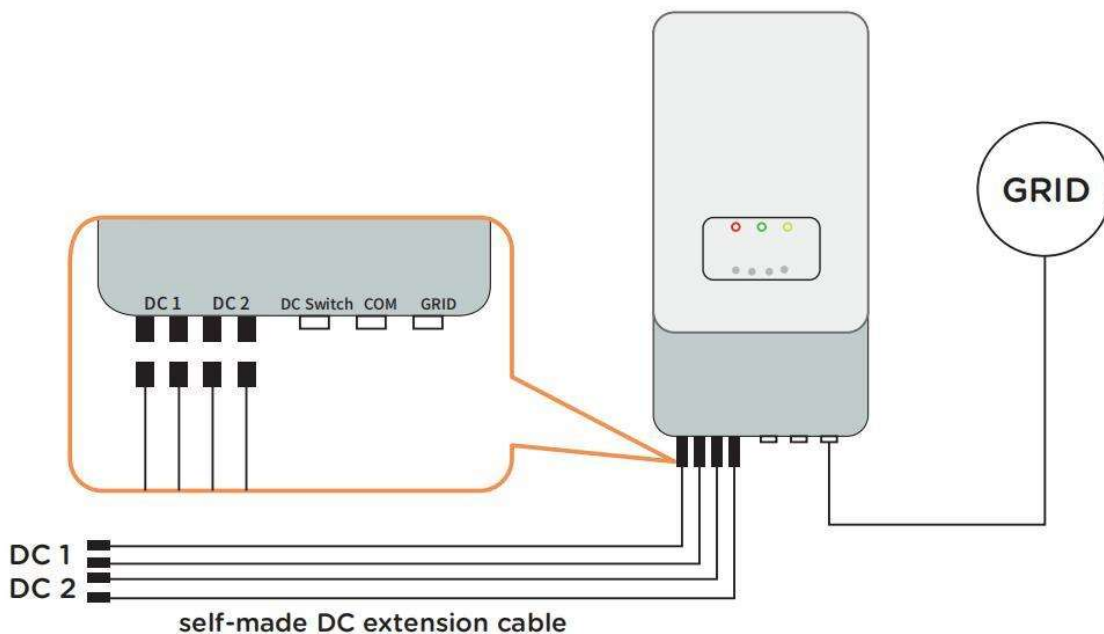 GRID
DC 1 DC 2 DC Switch COM GRID
DC 1
DC 2
self-made DC extension cable